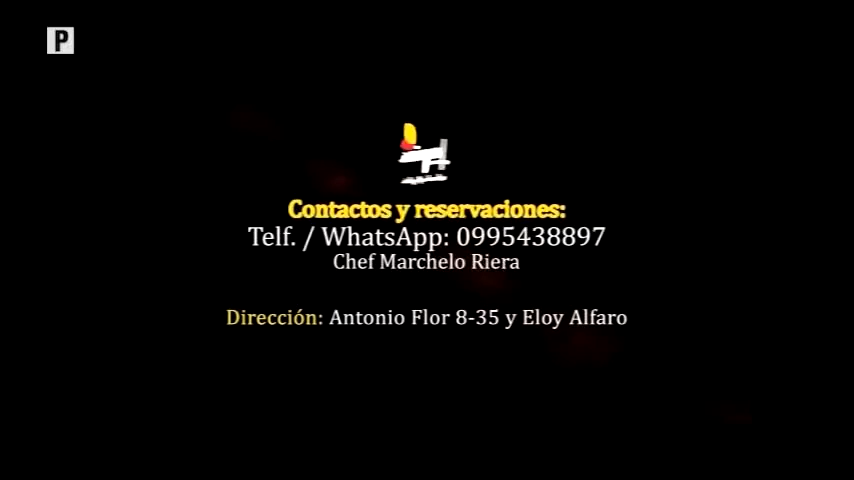 P
Contactos y reservaciones:
Telf. / WhatsApp: 0995438897
Chef Marchelo Riera
Dirección: Antonio Flor 8-35 y Eloy Alfaro